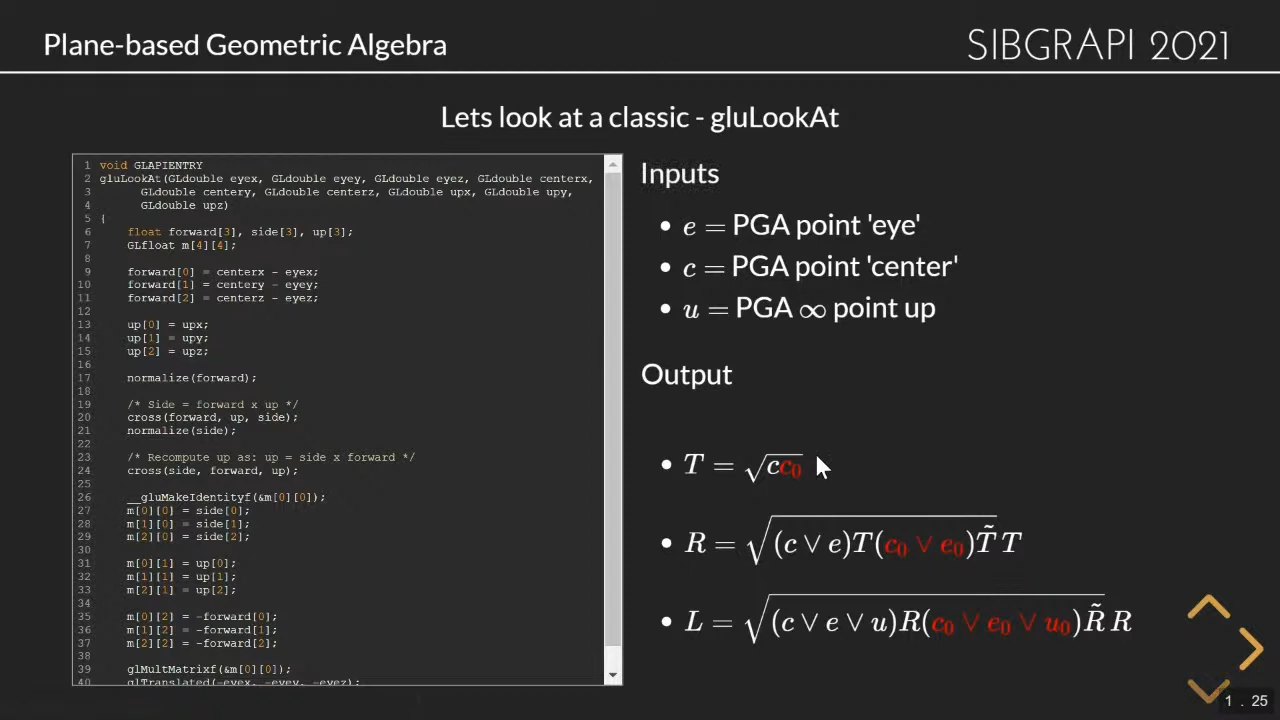 Plane-based Geometric Algebra
SIBGRAPI 2021
Lets look at a classic - gluLookAt
1 void GLAPIENTRY
2 gluLookAt(GLdouble eyex, GLdouble eyey, GLdouble eyez, GLdouble centerx,
3 GLdouble centery, GLdouble centerz, GLdouble upx, GLdouble upy,
4 GLdouble upz)
5 {
6 float forward[3], side[3], up[3];
7 GLfloat m[4][4];
8
9 forward[0] = centerx - eyex;
10 forward[1] = centery - eyey;
11 forward[2] = centerz - eyez;
12
13 up[0] = upx;
14 up[1] = upy;
15 up[2] = upz;
16
17 normalize(forward);
18
19 /* Side = forward x up */
20 cross(forward, up, side);
21 normalize(side);
22
23 /* Recompute up as: up = side x forward */
24 cross(side, forward, up);
25
26 __gluMakeIdentityf(&m[0][0]);
27 m[0][0] = side[0];
28 m[1][0] = side[1];
29 m[2][0] = side[2];
30
31 m[0][1] = up[0];
32 m[1][1] = up[1];
33 m[2][1] = up[2];
34
35 m[0][2] = -forward[0];
36 m[1][2] = -forward[1];
37 m[2][2] = -forward[2];
38
39 glMultMatrixf(&m[0][0]);
40 glTranslated(-eyex, -eyey, -eyez);
Inputs
• e = PGA point 'eye'
• c = PGA point 'center'
• u = PGA ∞ point up
Output
• T = √(cc₀)
• R = √((c ∨ e)T(c₀ ∨ e₀)T̃) T
• L = √((c ∨ e ∨ u)R(c₀ ∨ e₀ ∨ u₀)R̃) R
1 . 25